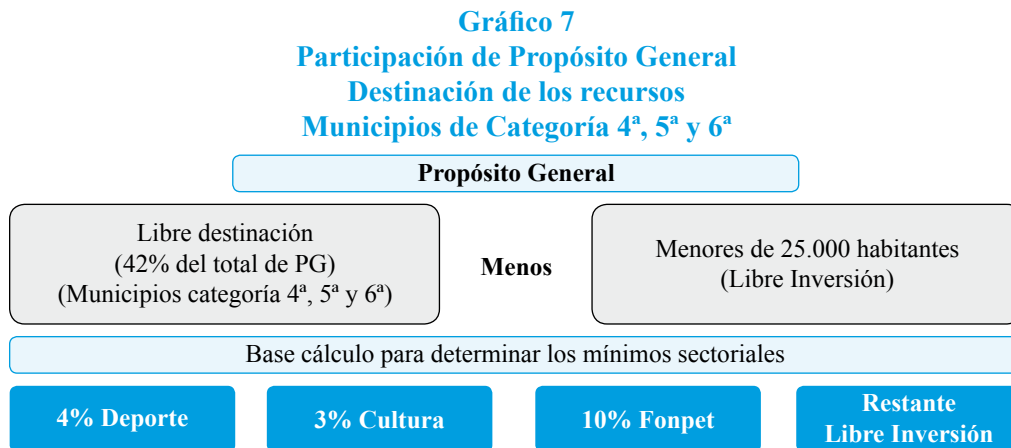 Gráfico 7
Participación de Propósito General
Destinación de los recursos
Municipios de Categoría 4ª, 5ª y 6ª
Propósito General
Libre destinación
(42% del total de PG)
(Municipios categoría 4ª, 5ª y 6ª)
Menos
Menores de 25.000 habitantes
(Libre Inversión)
Base cálculo para determinar los mínimos sectoriales
4% Deporte
3% Cultura
10% Fonpet
Restante
Libre Inversión